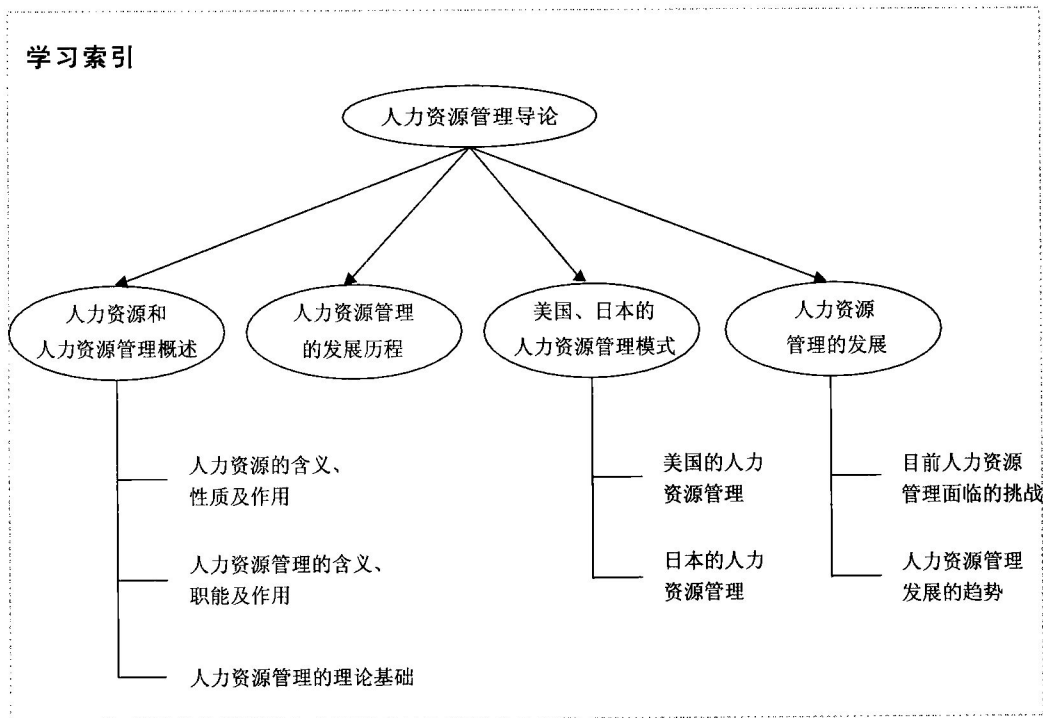 学习索引
人力资源管理导论
人力资源和
人力资源管理概述
人力资源管理
的发展历程
美国、日本的
人力资源管理模式
人力资源
管理的发展
人力资源的含义、
性质及作用
人力资源管理的含义、
职能及作用
人力资源管理的理论基础
美国的人力
资源管理
日本的人力
资源管理
目前人力资源
管理面临的挑战
人力资源管理
发展的趋势